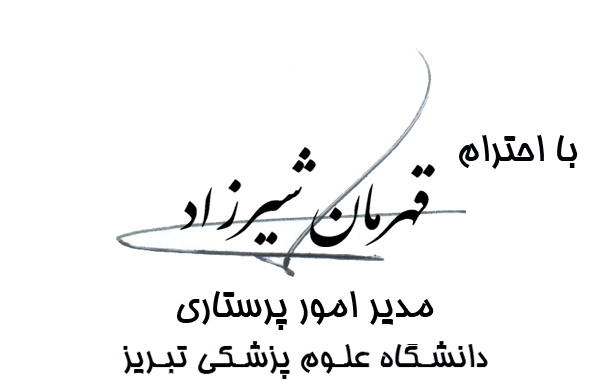 با احترام
قهرمان شیرزاد
مدیر امور پرستاری
دانشگاه علوم پزشکی تبریز